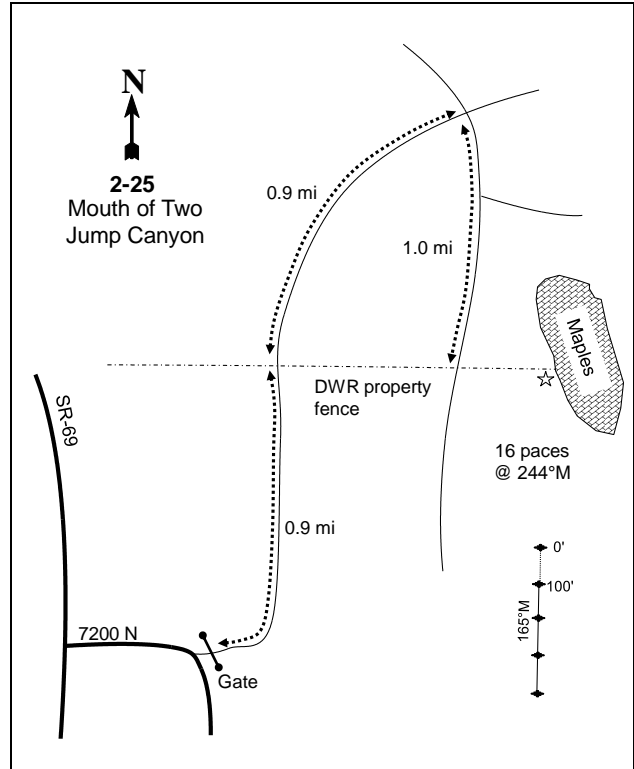 N
2-25
Mouth of Two
Jump Canyon
0.9 mi
1.0 mi
Maples
DWR property
fence
SR-69
16 paces
@ 244°M
0.9 mi
0'
100'
165°M
7200 N
Gate